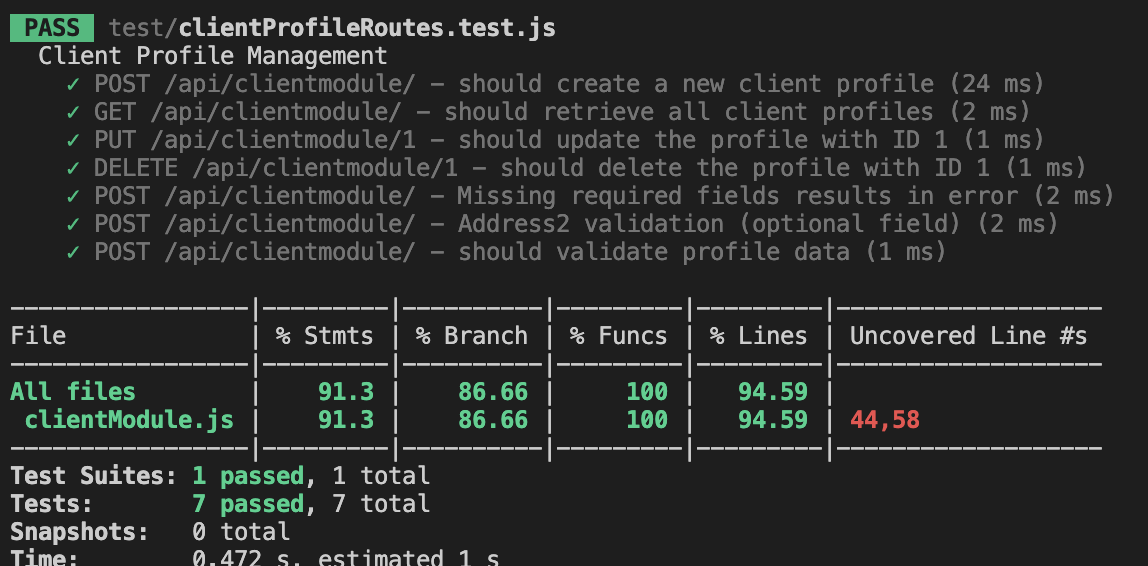 PASS test/clientProfileRoutes.test.js
Client Profile Management
✓ POST /api/clientmodule/ – should create a new client profile (24 ms)
✓ GET /api/clientmodule/ – should retrieve all client profiles (2 ms)
✓ PUT /api/clientmodule/1 – should update the profile with ID 1 (1 ms)
✓ DELETE /api/clientmodule/1 – should delete the profile with ID 1 (1 ms)
✓ POST /api/clientmodule/ – Missing required fields results in error (2 ms)
✓ POST /api/clientmodule/ – Address2 validation (optional field) (2 ms)
✓ POST /api/clientmodule/ – should validate profile data (1 ms)
File | % Stmts | % Branch | % Funcs | % Lines | Uncovered Line #s
All files | 91.3 | 86.66 | 100 | 94.59 |
clientModule.js | 91.3 | 86.66 | 100 | 94.59 | 44,58
Test Suites: 1 passed, 1 total
Tests: 7 passed, 7 total
Snapshots: 0 total
Time: 0.472 s, estimated 1 s